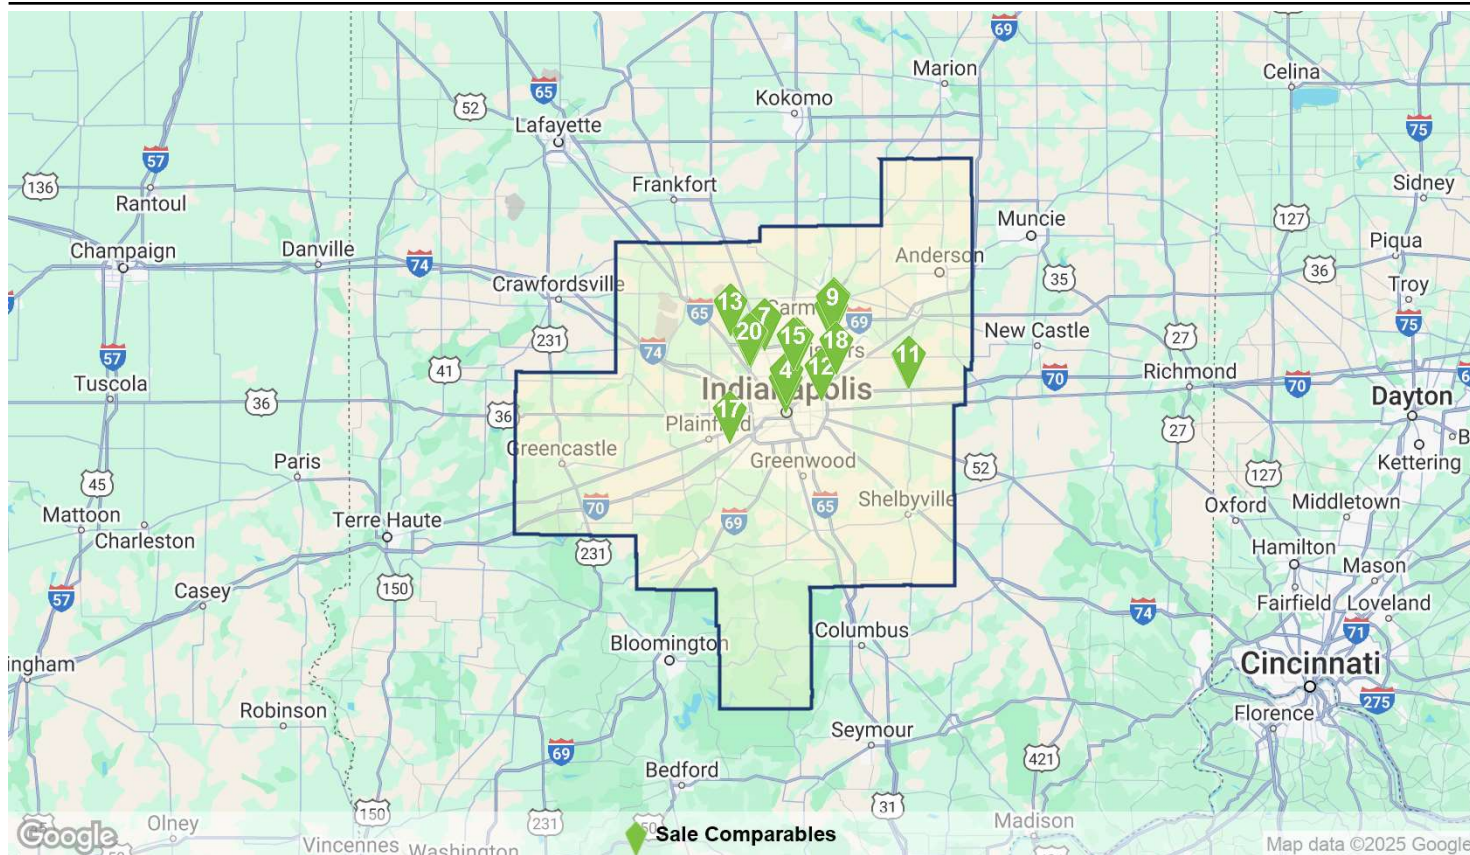 69
Marion
Celina
65
Kokomo
52
75
Lafayette
57
136
Frankfort
Sidney
Rantoul
127
Muncie
Champaign
Danville
74
Anderson
Piqua
35
36
Troy
Crawfordsville
13
7
Carm
9
65
20
15
69
75
New Castle
231
74
18
11
27
57
41
4
12
70
Richmond
70
Tuscola
36
Indianapolis
Dayton
36
17
Plainfield
27
Greencastle
Greenwood
52
Kettering
Paris
127
45
Shelbyville
Oxford
Middletown
70
65
Mattoon
69
Terre Haute
Charleston
231
Hamilton
Mason
150
57
Casey
74
Fairfield
Loveland
Columbus
71
Bloomington
ingham
Cincinnati
275
Robinson
Florence
Seymour
69
421
Bedford
31
150
231
50
Olney
Madison
Google
Sale Comparables
Vincennes
Washington
Map data ©2025 Google